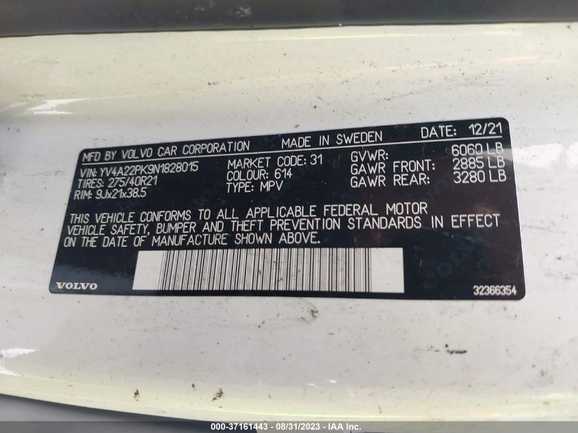 MFD BY VOLVO CAR CORPORATION MADE IN SWEDEN DATE: 12/21
VIN: YV4A22PK9N1828015 MARKET CODE: 31 GVWR: 6060 LB
TIRES: 275/40R21 COLOUR: 614 GAWR FRONT: 2885 LB
RIM: 9Jx21x38.5 TYPE: MPV GAWR REAR: 3280 LB
THIS VEHICLE CONFORMS TO ALL APPLICABLE FEDERAL MOTOR
VEHICLE SAFETY, BUMPER AND THEFT PREVENTION STANDARDS IN EFFECT
ON THE DATE OF MANUFACTURE SHOWN ABOVE.
VOLVO 32366354
000-37161443 - 08/31/2023 - IAA Inc.